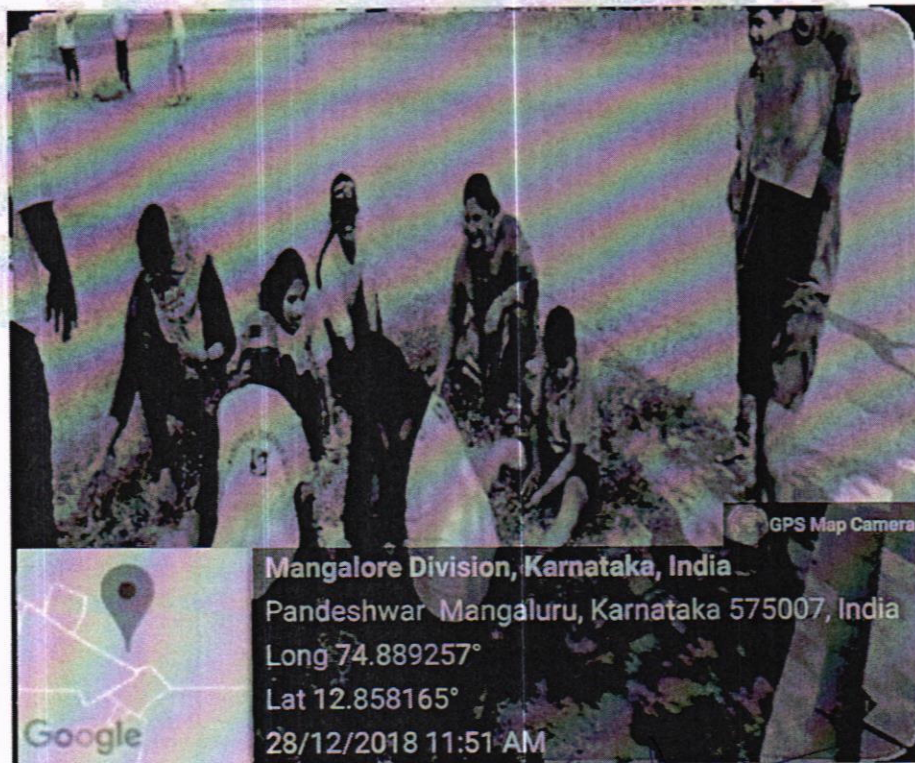 GPS Map Camera
Mangalore Division, Karnataka, India
Pandeshwar Mangaluru, Karnataka 575007, India
Long 74.889257°
Lat 12.858165°
28/12/2018 11:51 AM
Google